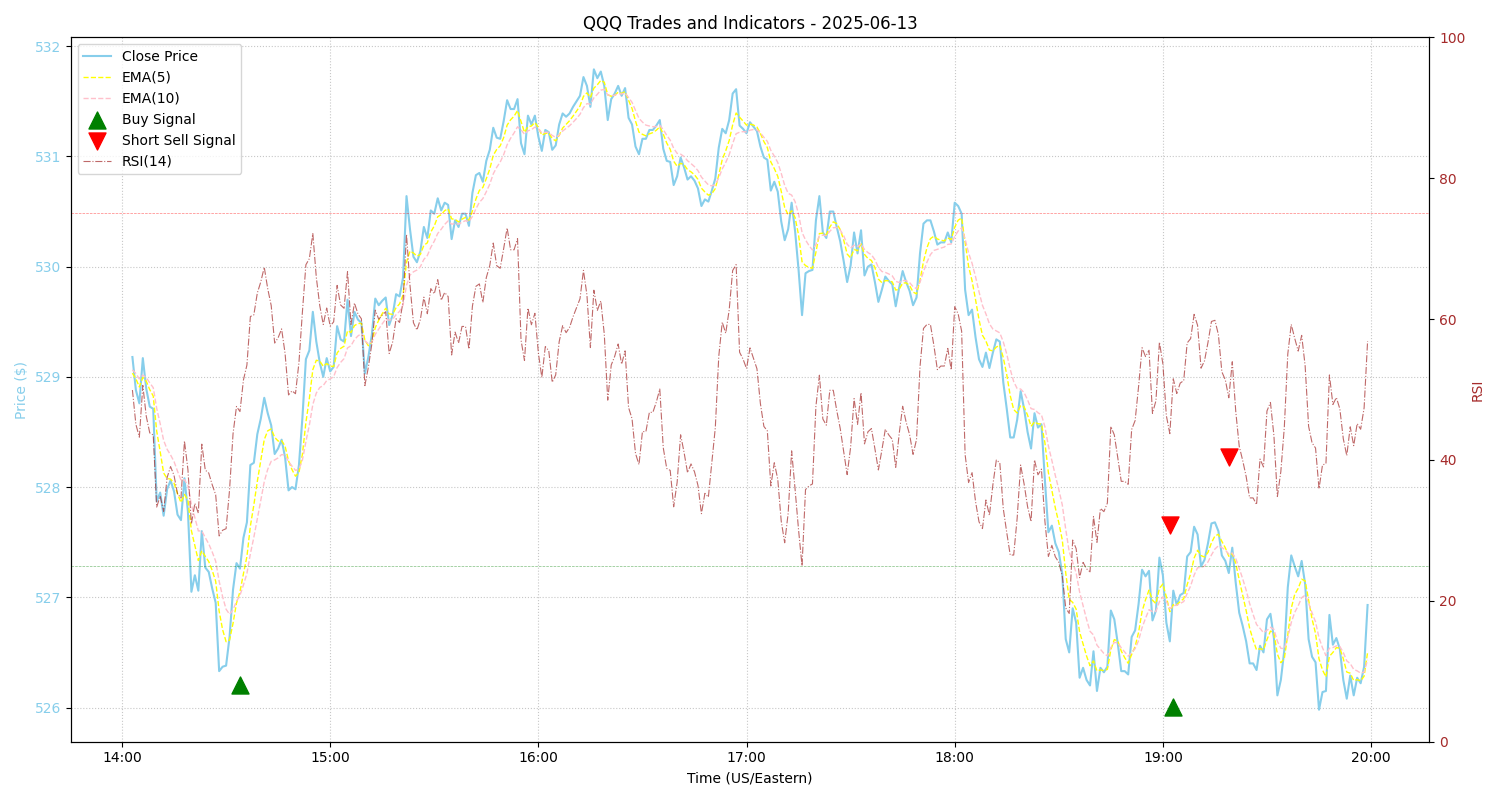 QQQ Trades and Indicators - 2025-06-13
Close Price
EMA(5)
EMA(10)
Buy Signal
Short Sell Signal
RSI(14)
Price ($)
532
531
530
529
528
527
526
100
80
60
40
20
0
RSI
14:00 15:00 16:00 17:00 18:00 19:00 20:00
Time (US/Eastern)